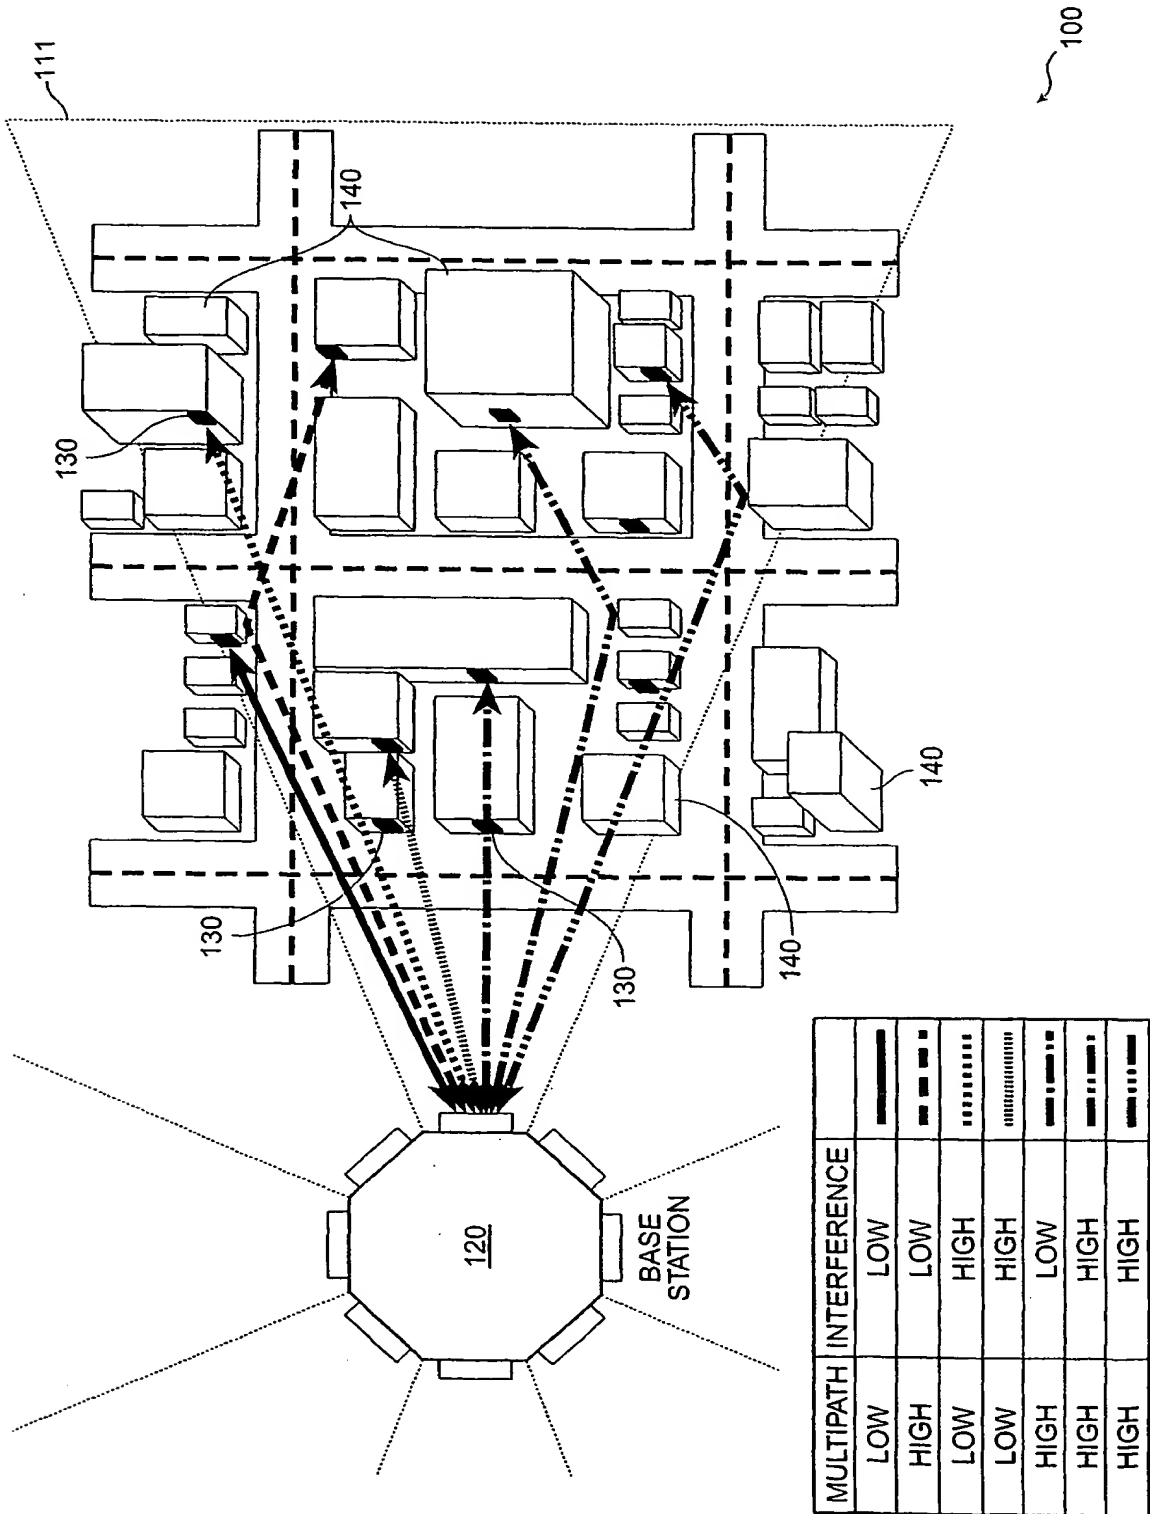 100
111
140
130
130
130
140
140
120
BASE
STATION
MULTIPATH INTERFERENCE
LOW LOW
HIGH LOW
LOW HIGH
LOW HIGH
HIGH LOW
HIGH HIGH
HIGH HIGH